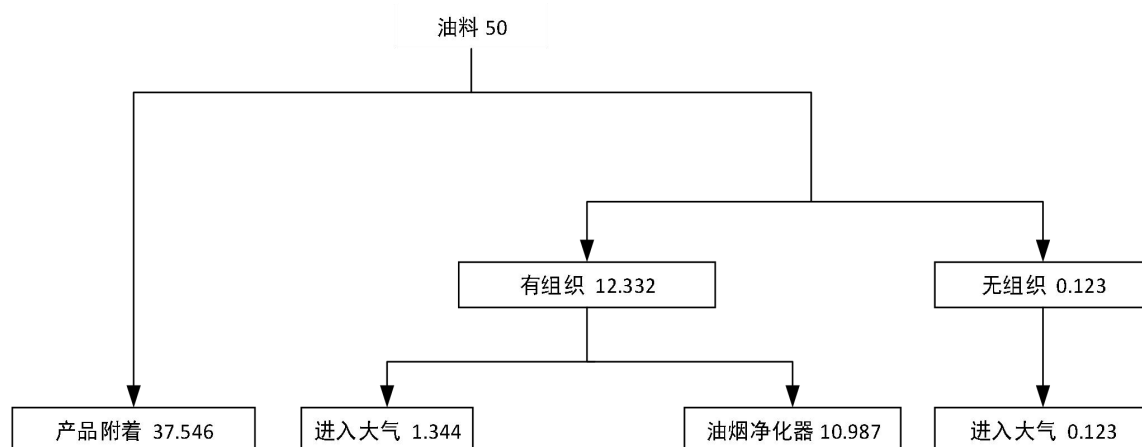 油料 50
有组织 12.332
无组织 0.123
产品附着 37.546
进入大气 1.344
油烟净化器 10.987
进入大气 0.123